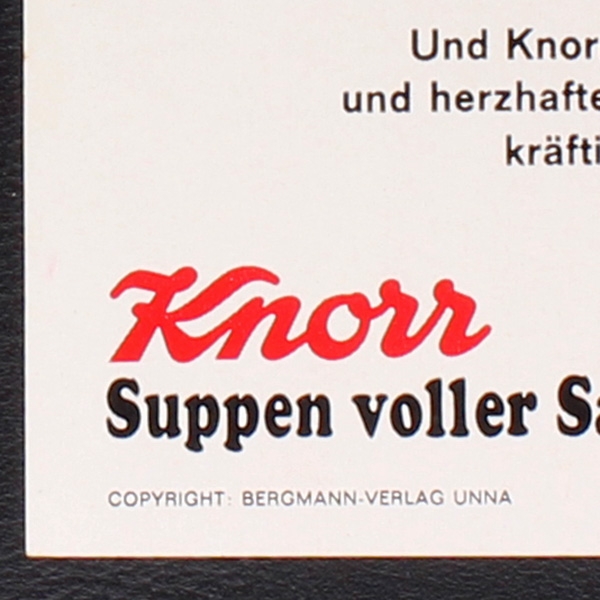 Und Knor
und herzhafte
kräfti
Knorr
Suppen voller Sa
COPYRIGHT: BERGMANN-VERLAG UNNA